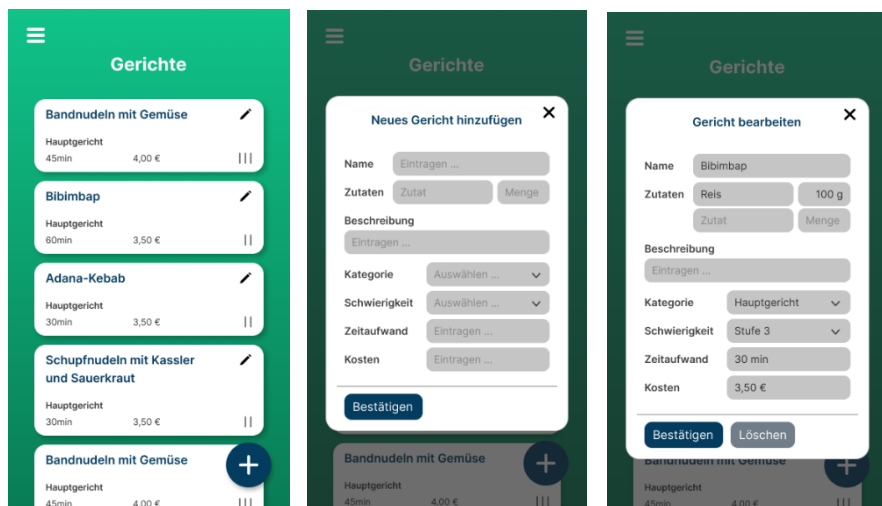 Gerichte
Bandnudeln mit Gemüse
Hauptgericht
45min 4,00 € |||
Bibimbap
Hauptgericht
60min 3,50 € ||
Adana-Kebab
Hauptgericht
30min 3,50 € ||
Schupfnudeln mit Kassler
und Sauerkraut
Hauptgericht
30min 3,50 € ||
Bandnudeln mit Gemüse
Hauptgericht
45min 4,00 € |||
Gerichte
Neues Gericht hinzufügen
Name Eintragen ...
Zutaten Zutat Menge
Beschreibung
Eintragen ...
Kategorie Auswählen ...
Schwierigkeit Auswählen ...
Zeitaufwand Eintragen ...
Kosten Eintragen ...
Bestätigen
Bandnudeln mit Gemüse
Hauptgericht
45min 4,00 € |||
Gerichte
Gericht bearbeiten
Name Bibimbap
Zutaten Reis 100 g
Zutat Menge
Beschreibung
Eintragen ...
Kategorie Hauptgericht
Schwierigkeit Stufe 3
Zeitaufwand 30 min
Kosten 3,50 €
Bestätigen Löschen
Bandnudeln mit Gemüse
Hauptgericht
45min 4,00 € |||